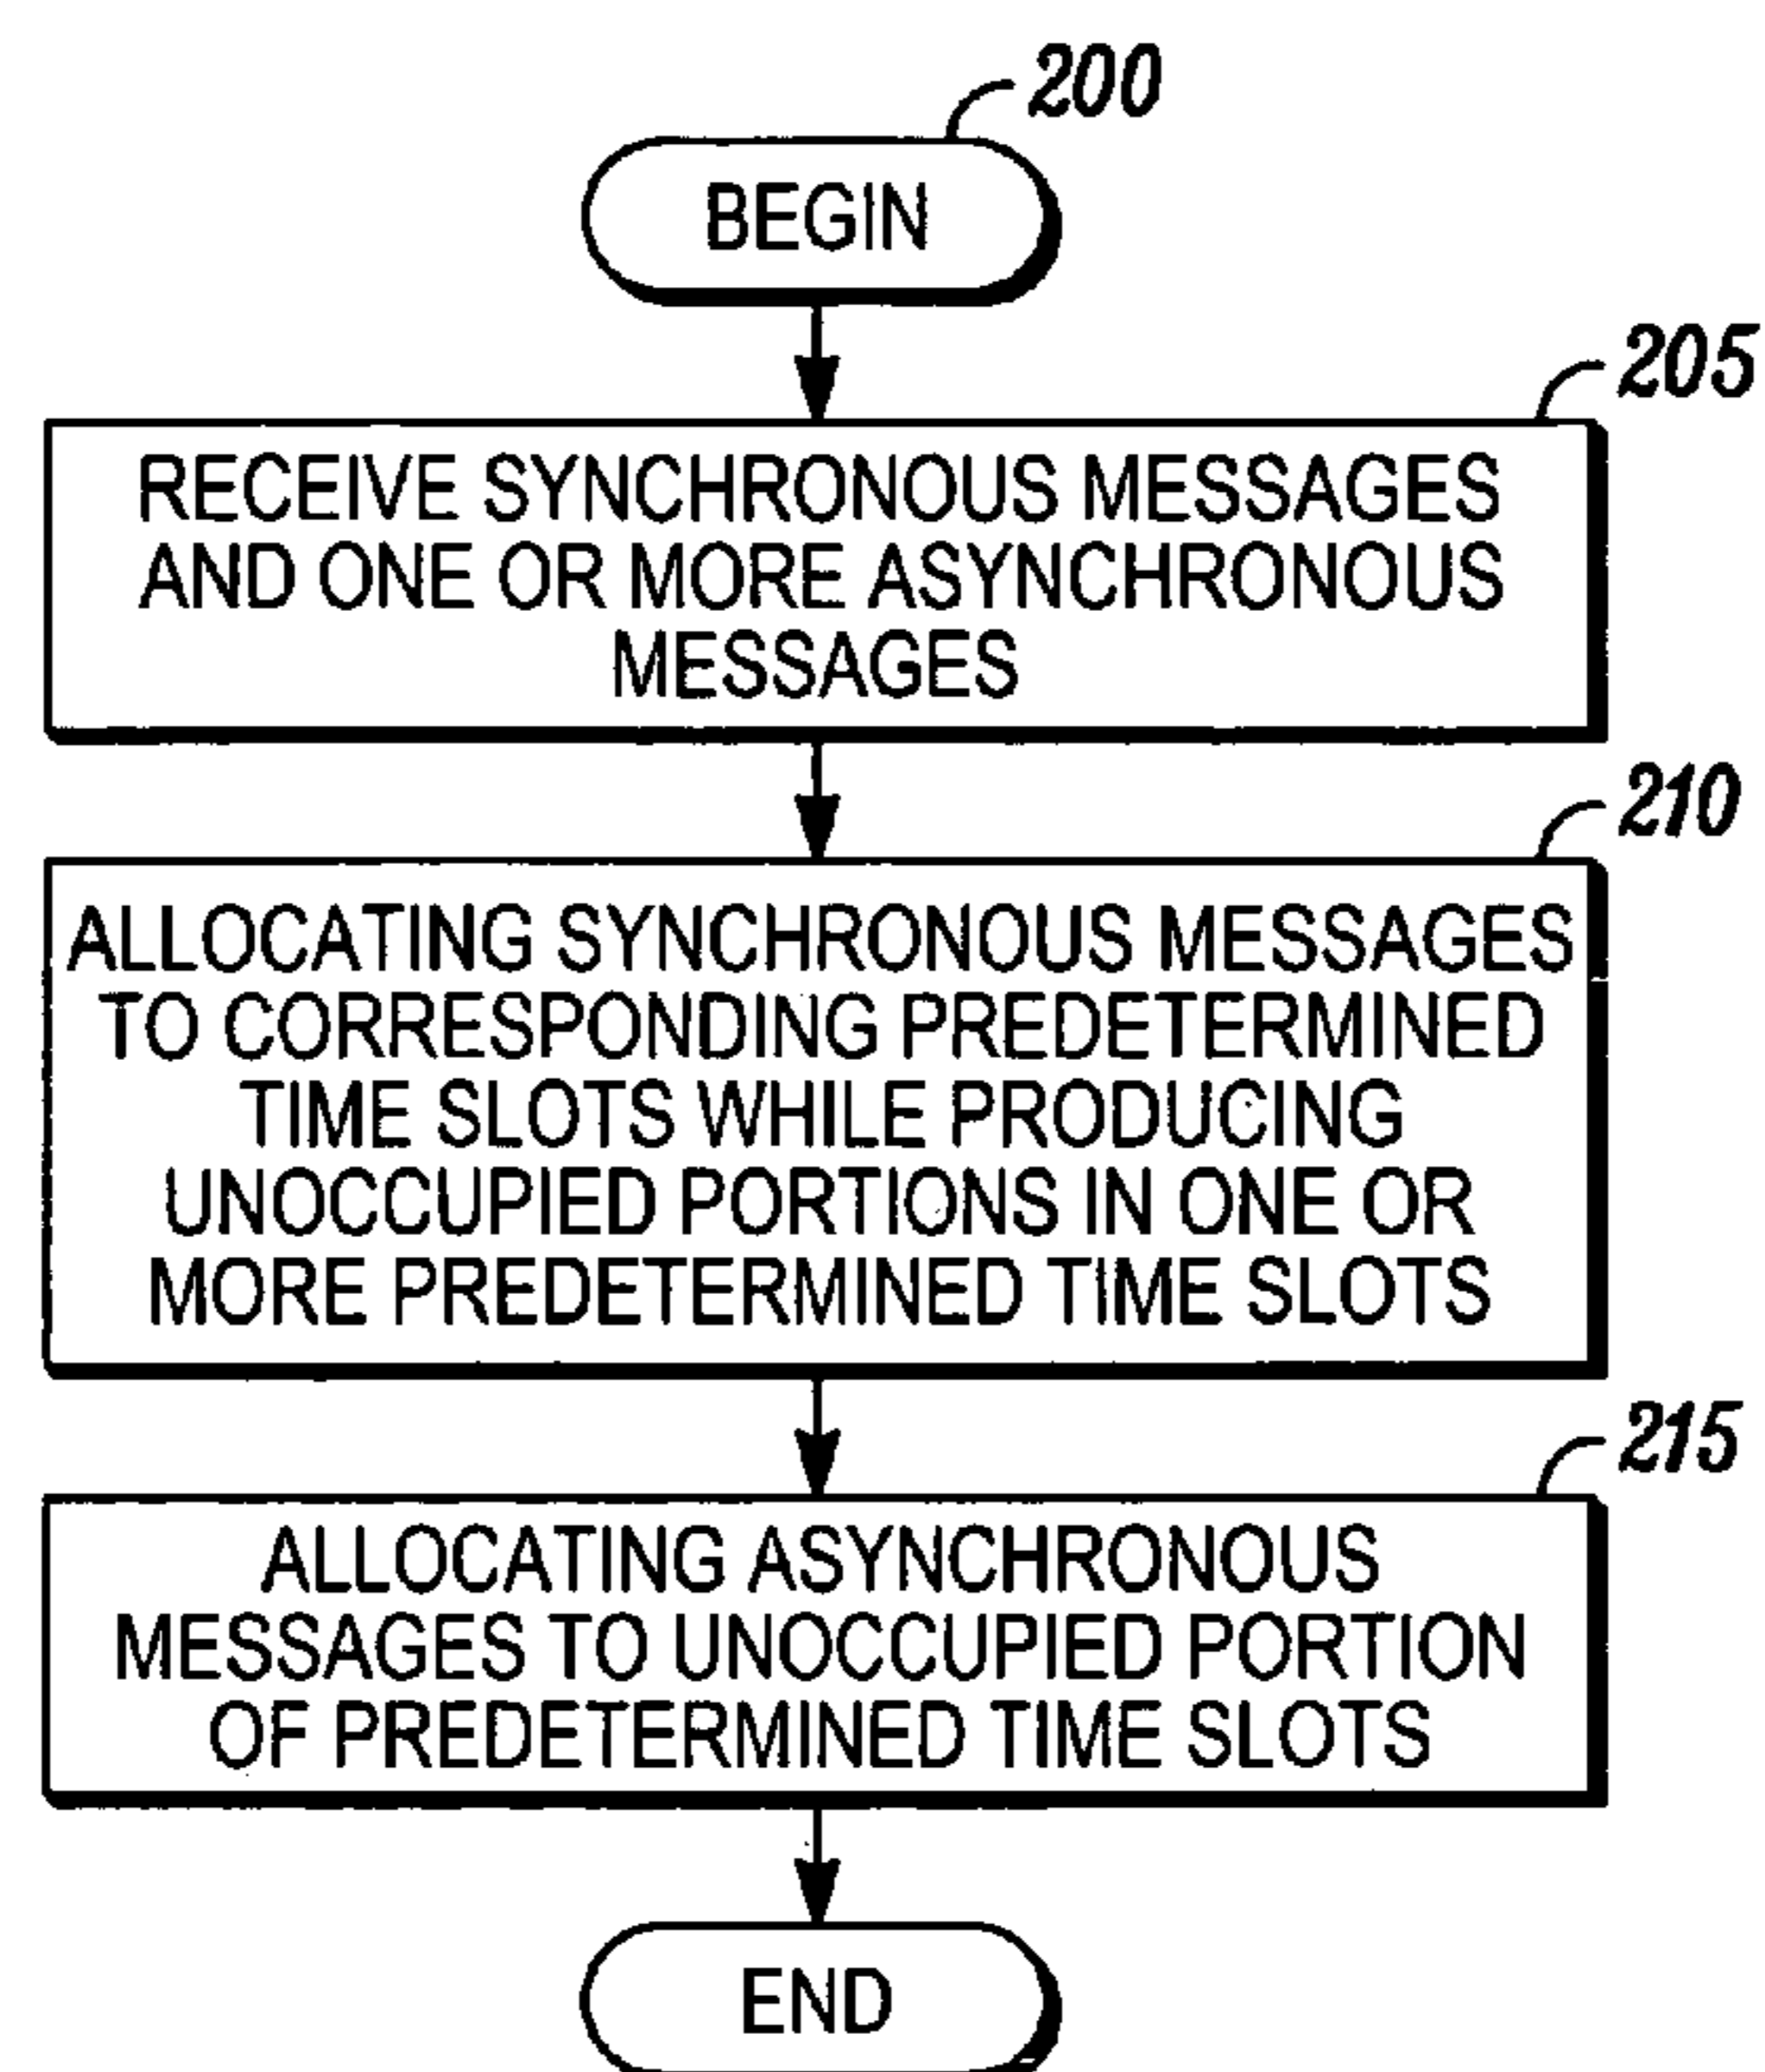 200
BEGIN
205
RECEIVE SYNCHRONOUS MESSAGES
AND ONE OR MORE ASYNCHRONOUS
MESSAGES
210
ALLOCATING SYNCHRONOUS MESSAGES
TO CORRESPONDING PREDETERMINED
TIME SLOTS WHILE PRODUCING
UNOCCUPIED PORTIONS IN ONE OR
MORE PREDETERMINED TIME SLOTS
215
ALLOCATING ASYNCHRONOUS
MESSAGES TO UNOCCUPIED PORTION
OF PREDETERMINED TIME SLOTS
END